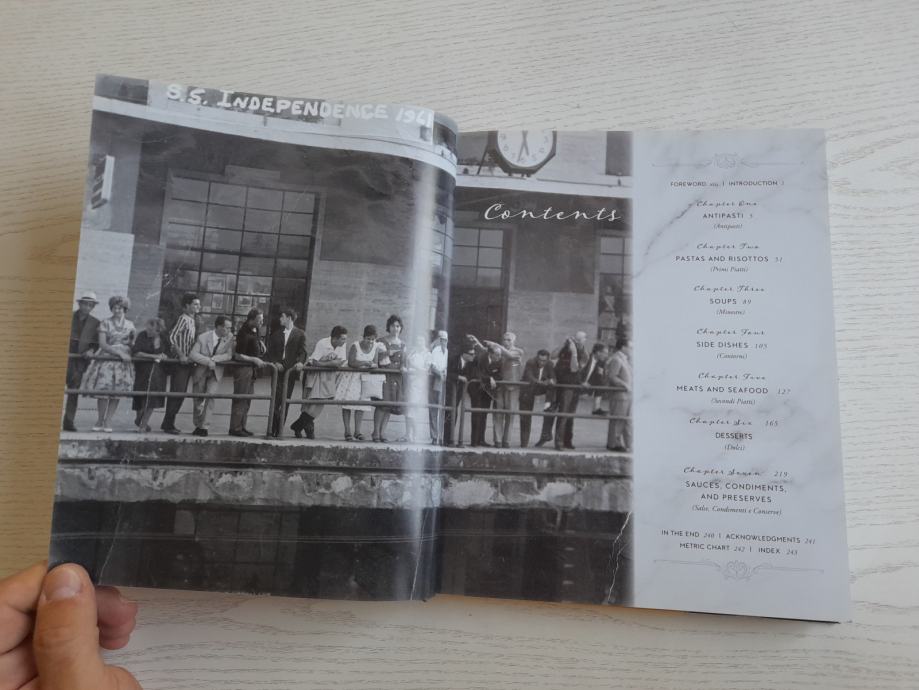 S.S. INDEPENDENCE 1961
Contents
FOREWORD viij | INTRODUCTION 1
Chapter One
ANTIPASTI 5
(Antipasti)
Chapter Two
PASTAS AND RISOTTOS 51
(Primi Piatti)
Chapter Three
SOUPS 89
(Minestre)
Chapter Four
SIDE DISHES 105
(Contorni)
Chapter Five
MEATS AND SEAFOOD 127
(Secondi Piatti)
Chapter Six 165
DESSERTS
(Dolci)
Chapter Seven 219
SAUCES, CONDIMENTS,
AND PRESERVES
(Salse, Condimenti e Conserve)
IN THE END 240 | ACKNOWLEDGMENTS 241
METRIC CHART 242 | INDEX 243